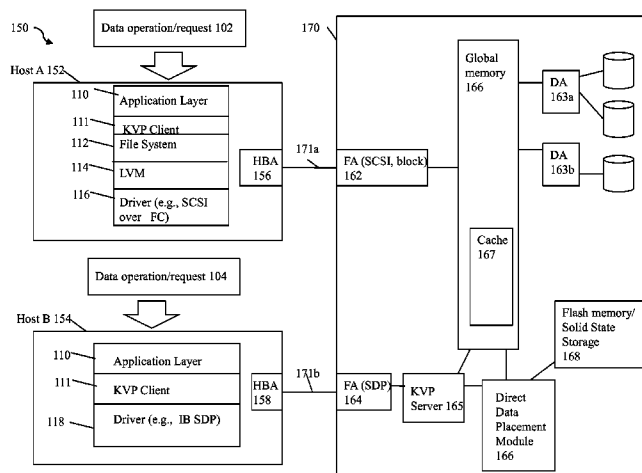 150
Data operation/request 102
Host A 152
110
Application Layer
111
KVP Client
112
File System
114
LVM
116
Driver (e.g., SCSI
over FC)
HBA
156
171a
170
FA (SCSI, block)
162
Global
memory
166
DA
163a
DA
163b
Cache
167
Data operation/request 104
Host B 154
110
Application Layer
111
KVP Client
118
Driver (e.g., IB SDP)
HBA
158
171b
FA (SDP)
164
KVP
Server 165
Direct
Data
Placement
Module
166
Flash memory/
Solid State
Storage
168